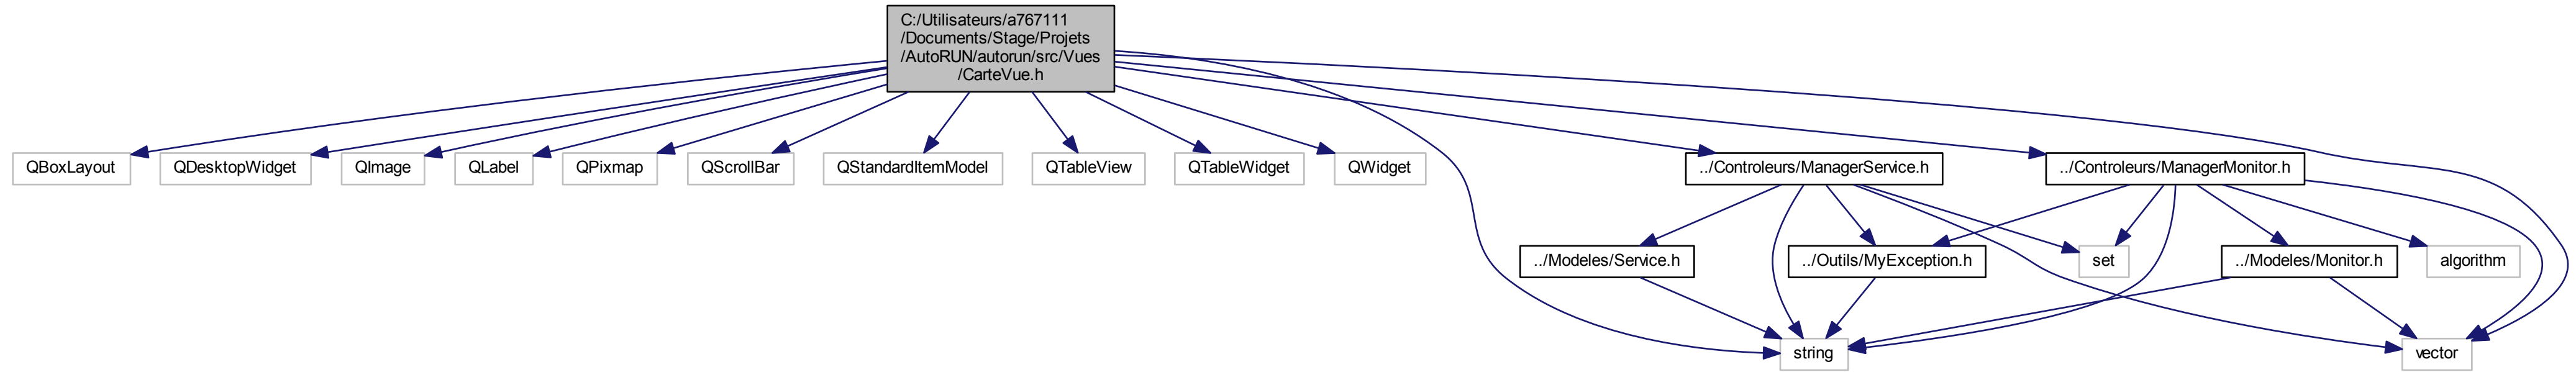 C:/Utilisateurs/a767111
/Documents/Stage/Projets
/AutoRUN/autorun/src/Vues
/CarteVue.h
QBoxLayout
QDesktopWidget
QImage
QLabel
QPixmap
QScrollBar
QStandardItemModel
QTableView
QTableWidget
QWidget
../Controleurs/ManagerService.h
../Controleurs/ManagerMonitor.h
../Modeles/Service.h
../Outils/MyException.h
set
../Modeles/Monitor.h
algorithm
string
vector